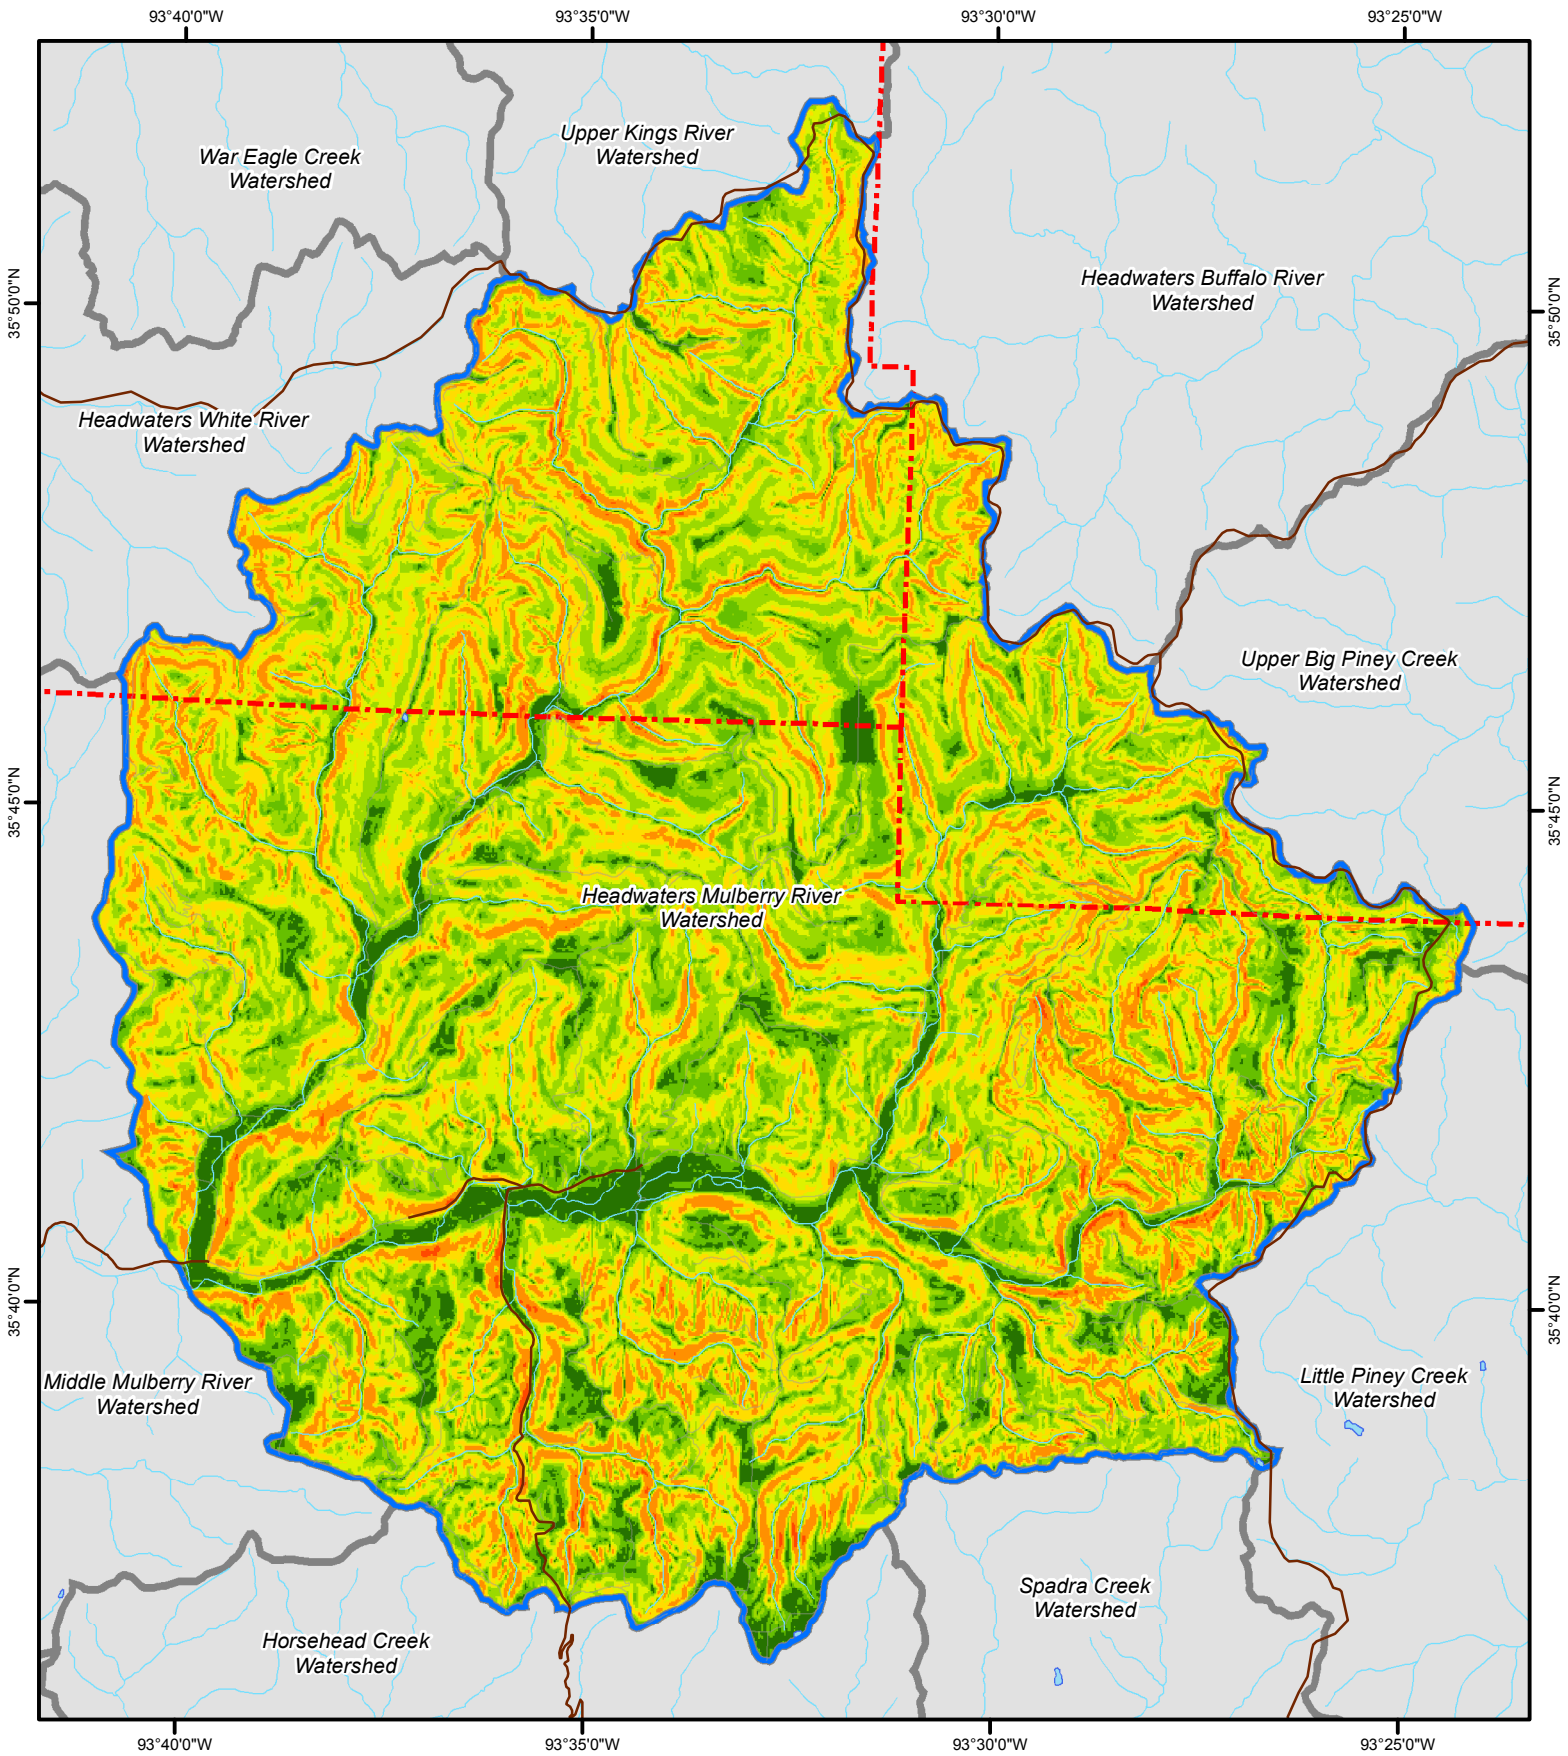 93°40'0"W
93°35'0"W
93°30'0"W
93°25'0"W
Upper Kings River
Watershed
War Eagle Creek
Watershed
Headwaters Buffalo River
Watershed
35°50'0"N
35°50'0"N
Headwaters White River
Watershed
Upper Big Piney Creek
Watershed
35°45'0"N
35°45'0"N
Headwaters Mulberry River
Watershed
35°40'0"N
35°40'0"N
Middle Mulberry River
Watershed
Little Piney Creek
Watershed
Spadra Creek
Watershed
Horsehead Creek
Watershed
93°40'0"W
93°35'0"W
93°30'0"W
93°25'0"W